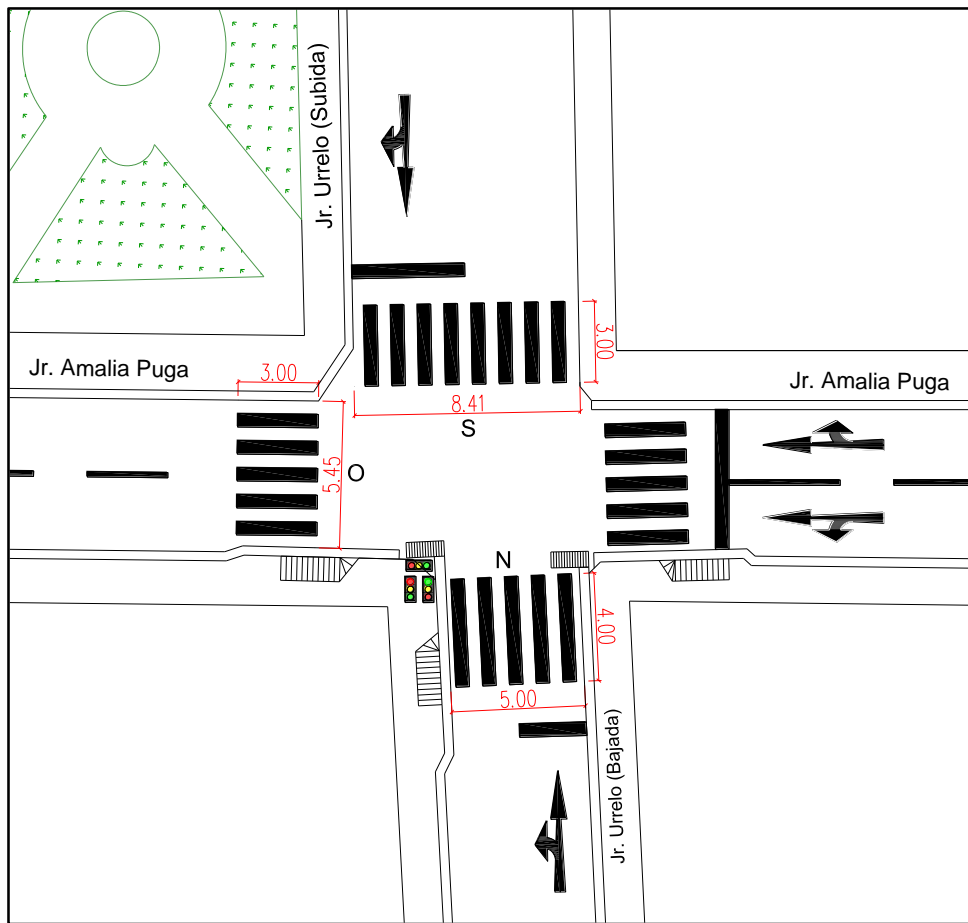 Jr. Urrelo (Subida)
Jr. Amalia Puga
Jr. Amalia Puga
3.00
3.00
8.41
S
5.45
O
N
4.00
5.00
Jr. Urrelo (Bajada)